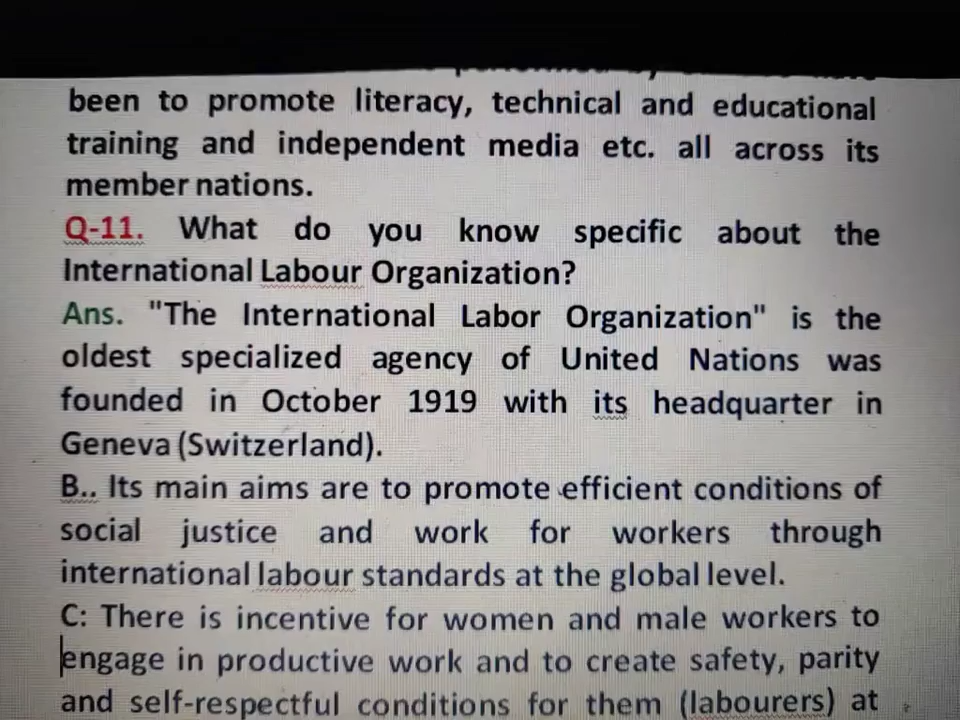 been to promote literacy, technical and educational
training and independent media etc. all across its
member nations.
Q-11. What do you know specific about the
International Labour Organization?
Ans. "The International Labor Organization" is the
oldest specialized agency of United Nations was
founded in October 1919 with its headquarter in
Geneva (Switzerland).
B.. Its main aims are to promote efficient conditions of
social justice and work for workers through
international labour standards at the global level.
C: There is incentive for women and male workers to
engage in productive work and to create safety, parity
and self-respectful conditions for them (labourers) at